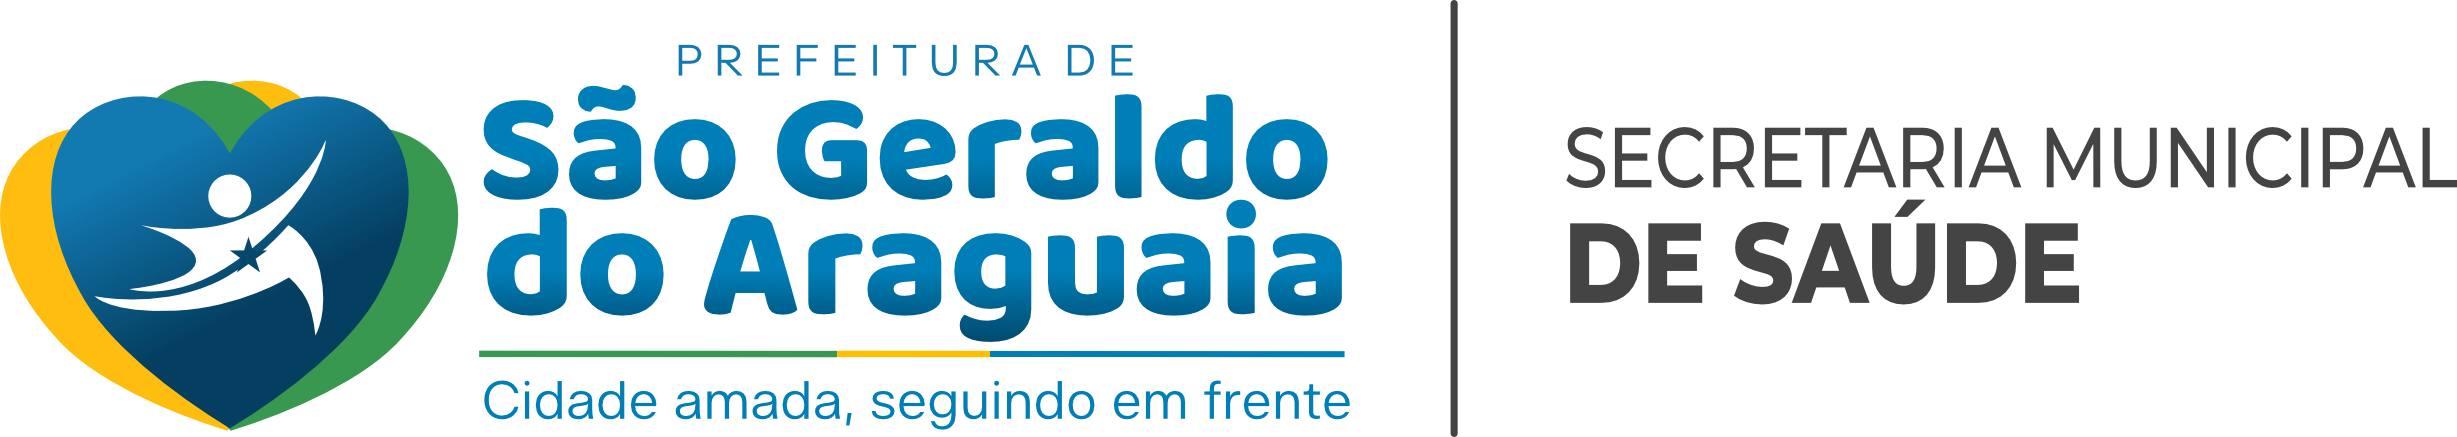 PREFEITURA DE
São Geraldo
do Araguaia
Cidade amada, seguindo em frente
SECRETARIA MUNICIPAL
DE SAÚDE